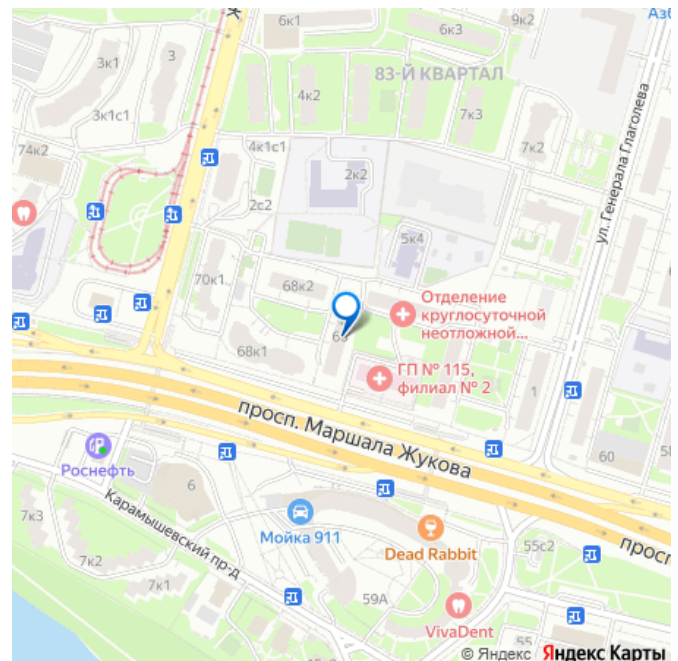 6к1
6к3
9к2
Азб
83-Й КВАРТАЛ
3к1
3
4к2
3к1с1
7к3
7к2
74к2
4к1с1
2к2
2с2
5к4
ул. Генерала Глаголева
70к1
68к2
Отделение
круглосуточной
неотложной...
68к1
ГП № 115,
филиал № 2
1
просп. Маршала Жукова
Роснефть
6
60
7к3
Карамышевский пр-д
Мойка 911
Dead Rabbit
55с2
7к2
7к1
59А
VivaDent
55
© Яндекс Яндекс Карты